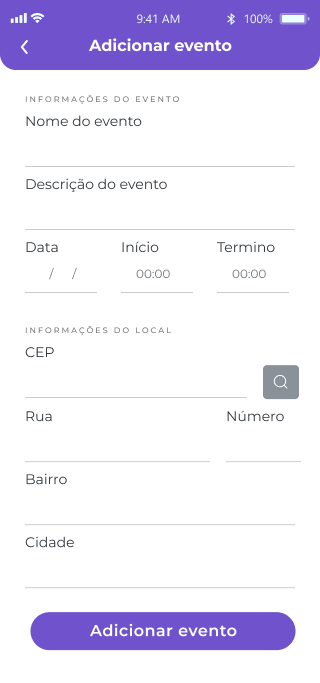 9:41 AM 100%
Adicionar evento
INFORMAÇÕES DO EVENTO
Nome do evento
Descrição do evento
Data Início Termino
/ / 00:00 00:00
INFORMAÇÕES DO LOCAL
CEP
Rua Número
Bairro
Cidade
Adicionar evento